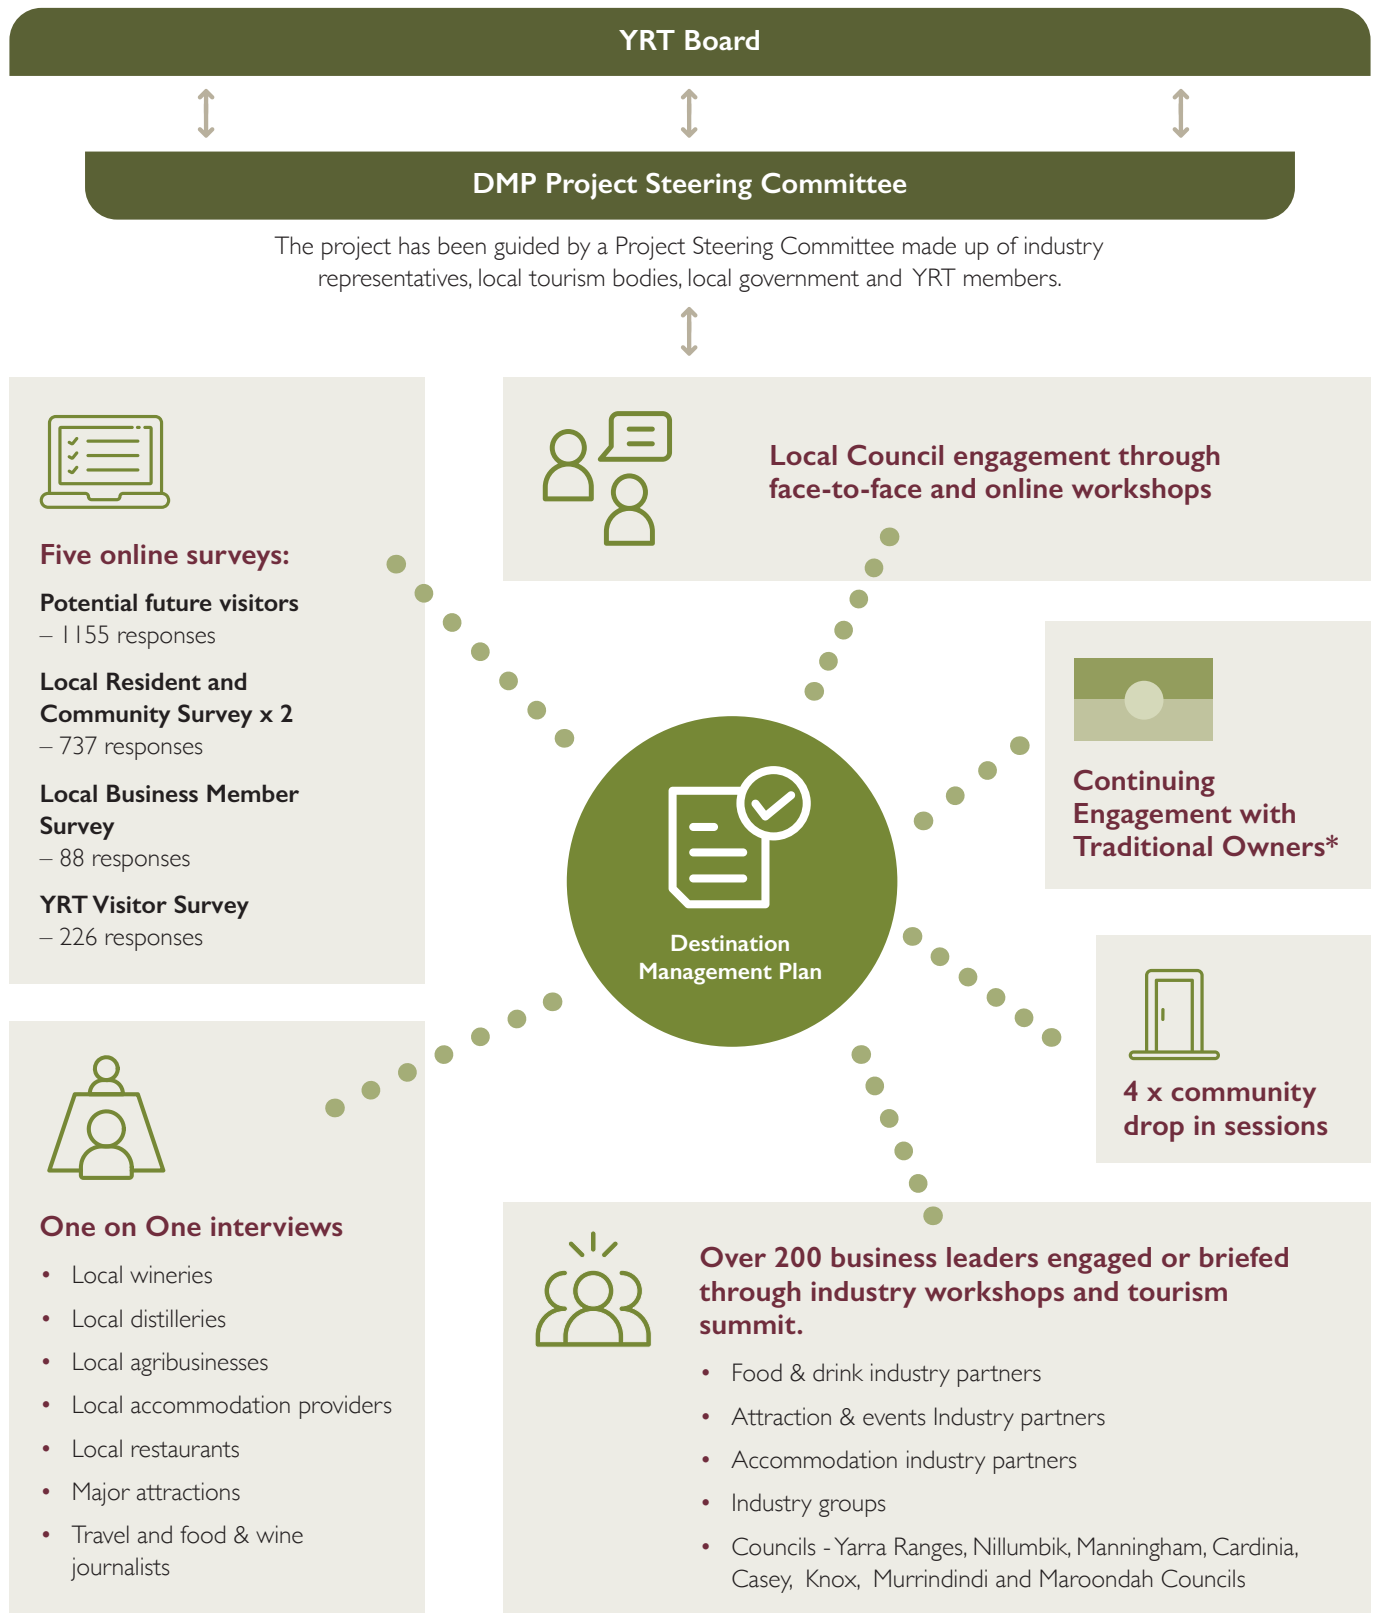 YRT Board
DMP Project Steering Committee
The project has been guided by a Project Steering Committee made up of industry
representatives, local tourism bodies, local government and YRT members.
Five online surveys:
Potential future visitors
– 1155 responses
Local Resident and
Community Survey x 2
– 737 responses
Local Business Member
Survey
– 88 responses
YRT Visitor Survey
– 226 responses
Local Council engagement through
face-to-face and online workshops
Continuing
Engagement with
Traditional Owners*
Destination
Management Plan
4 x community
drop in sessions
One on One interviews
• Local wineries
• Local distilleries
• Local agribusinesses
• Local accommodation providers
• Local restaurants
• Major attractions
• Travel and food & wine
journalists
Over 200 business leaders engaged or briefed
through industry workshops and tourism
summit.
• Food & drink industry partners
• Attraction & events Industry partners
• Accommodation industry partners
• Industry groups
• Councils - Yarra Ranges, Nillumbik, Manningham, Cardinia,
Casey, Knox, Murrindindi and Maroondah Councils